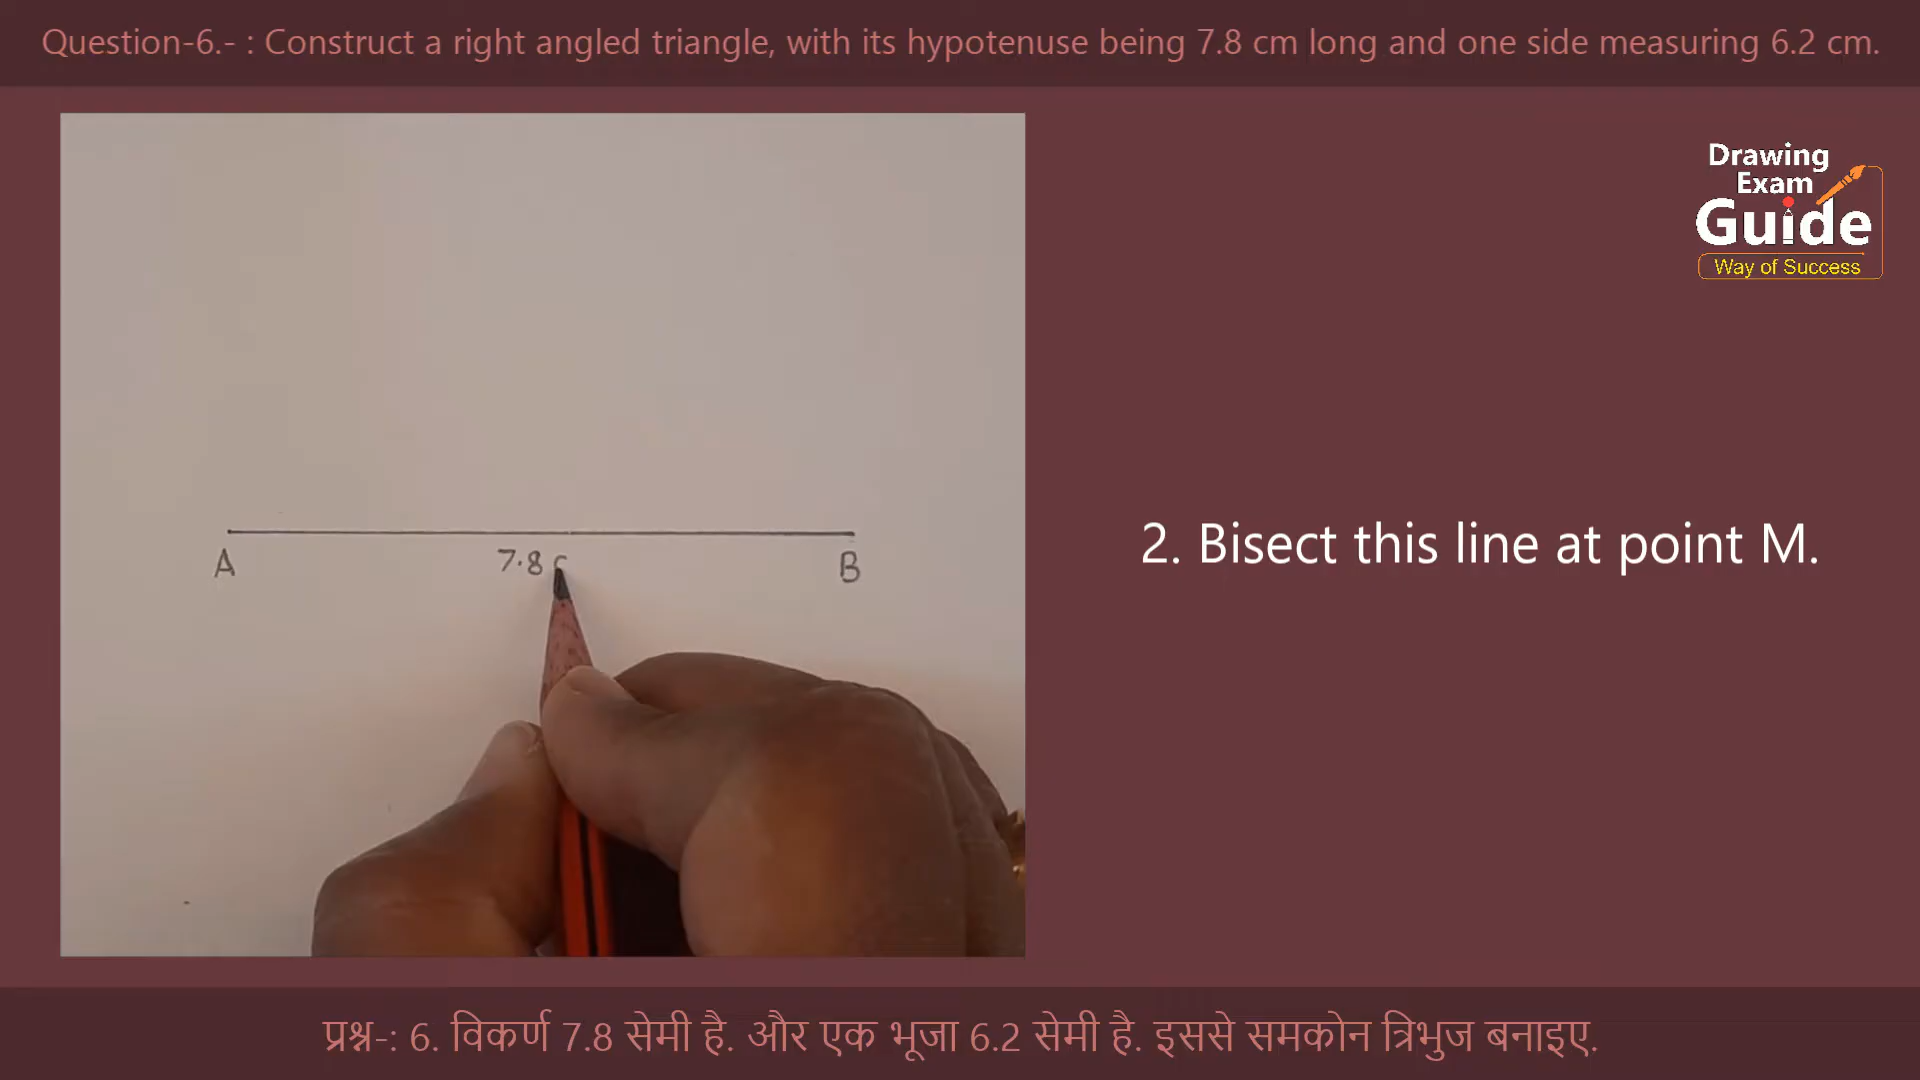 Question-6.- : Construct a right angled triangle, with its hypotenuse being 7.8 cm long and one side measuring 6.2 cm.
Drawing
Exam
Guide
Way of Success
2. Bisect this line at point M.
A 7.8 c B
प्रश्न-: 6. विकर्ण 7.8 सेमी है. और एक भूजा 6.2 सेमी है. इससे समकोन त्रिभुज बनाइए.